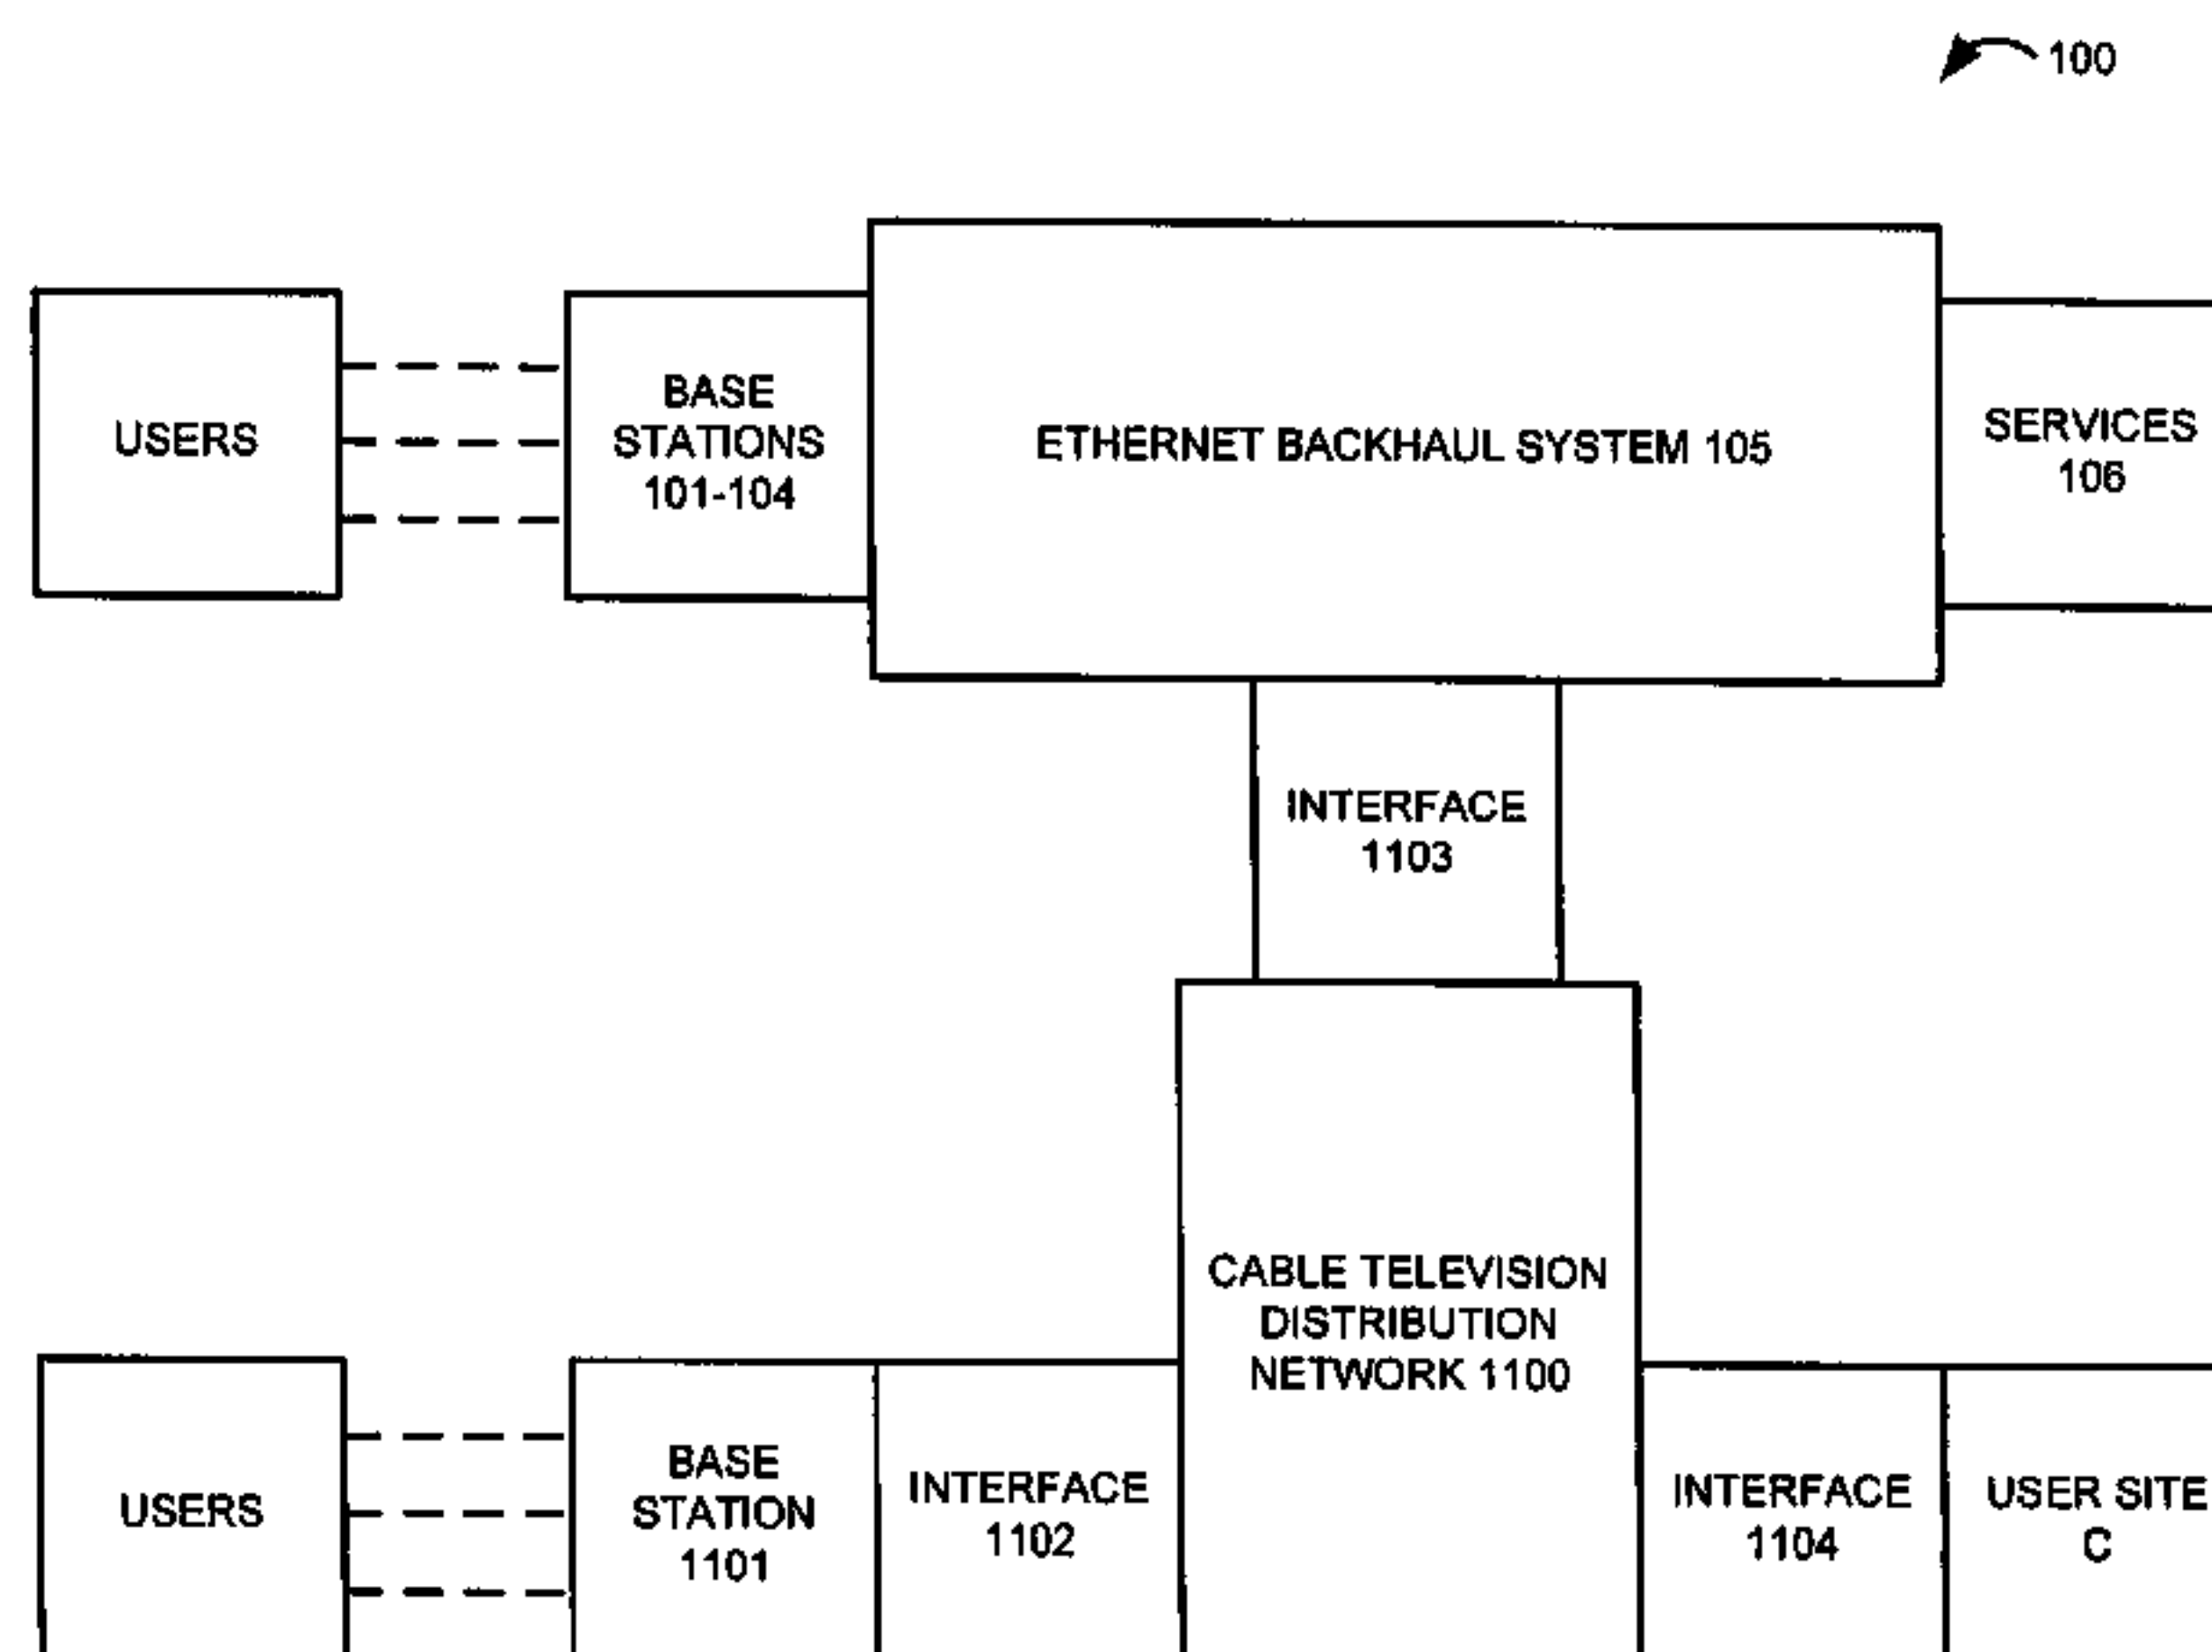 100
USERS
BASE
STATIONS
101-104
ETHERNET BACKHAUL SYSTEM 105
SERVICES
106
INTERFACE
1103
CABLE TELEVISION
DISTRIBUTION
NETWORK 1100
USERS
BASE
STATION
1101
INTERFACE
1102
INTERFACE
1104
USER SITE
C